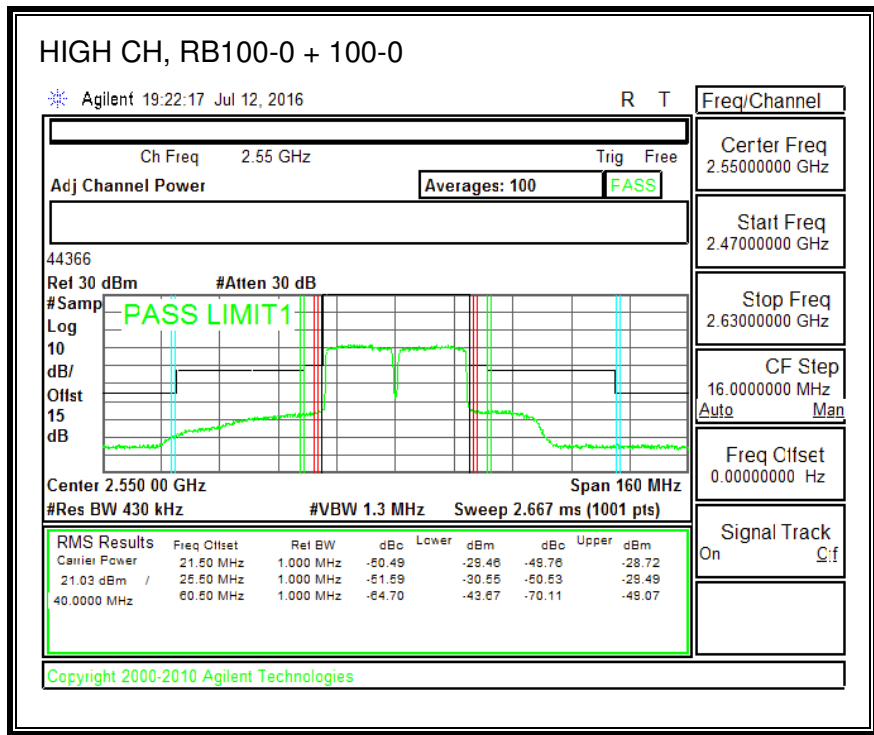 HIGH CH, RB100-0 + 100-0
Agilent 19:22:17 Jul 12, 2016 R T
Freq/Channel
Ch Freq 2.55 GHz Trig Free
Adj Channel Power Averages: 100 PASS
Center Freq
2.55000000 GHz
Start Freq
2.47000000 GHz
Stop Freq
2.63000000 GHz
CF Step
16.0000000 MHz
Auto Man
Freq Offset
0.00000000 Hz
Signal Track
On Off
44366
Ref 30 dBm #Atten 30 dB
#Samp
Log
10
dB/
Offst
15
dB
PASS LIMIT1
Center 2.550 00 GHz Span 160 MHz
#Res BW 430 kHz #VBW 1.3 MHz Sweep 2.667 ms (1001 pts)
RMS Results Freq Offset Ref BW dBc Lower dBm dBc Upper dBm
Carrier Power 21.50 MHz 1.000 MHz -50.49 -29.46 -49.76 -28.72
21.03 dBm / 25.50 MHz 1.000 MHz -51.59 -30.55 -50.53 -29.49
40.0000 MHz 60.50 MHz 1.000 MHz -64.70 -43.67 -70.11 -49.07
Copyright 2000-2010 Agilent Technologies